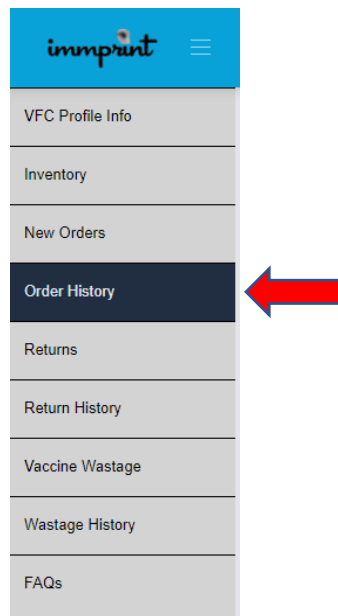 immprint
VFC Profile Info
Inventory
New Orders
Order History
Returns
Return History
Vaccine Wastage
Wastage History
FAQs